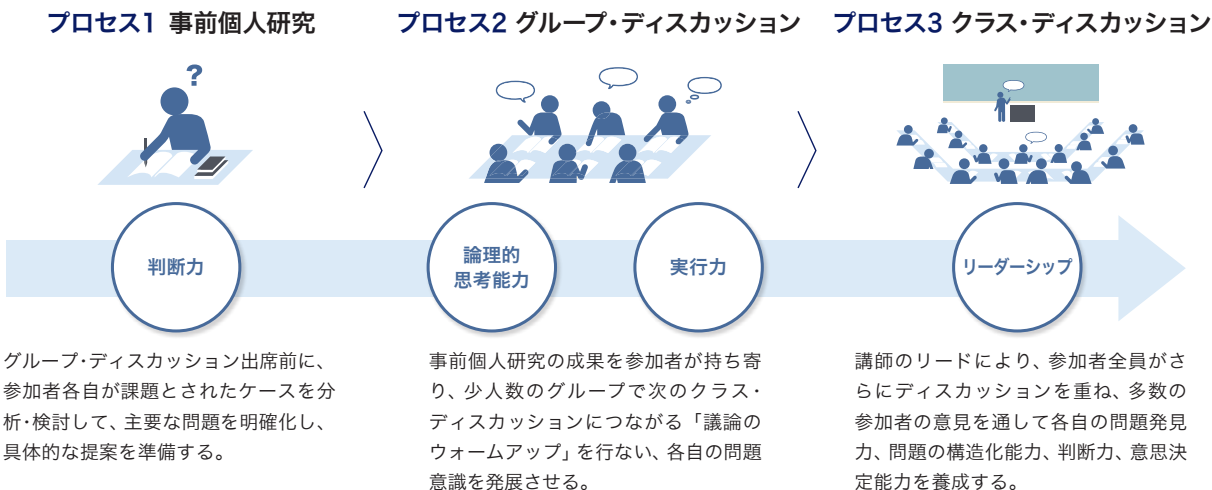 プロセス1 事前個人研究
プロセス2 グループ・ディスカッション
プロセス3 クラス・ディスカッション
?
判断力
論理的
思考能力
実行力
リーダーシップ
グループ・ディスカッション出席前に、
参加者各自が課題とされたケースを分
析・検討して、主要な問題を明確化し、
具体的な提案を準備する。
事前個人研究の成果を参加者が持ち寄
り、少人数のグループで次のクラス・
ディスカッションにつながる「議論の
ウォームアップ」を行ない、各自の問題
意識を発展させる。
講師のリードにより、参加者全員がさ
らにディスカッションを重ね、多数の
参加者の意見を通して各自の問題発見
力、問題の構造化能力、判断力、意思決
定能力を養成する。